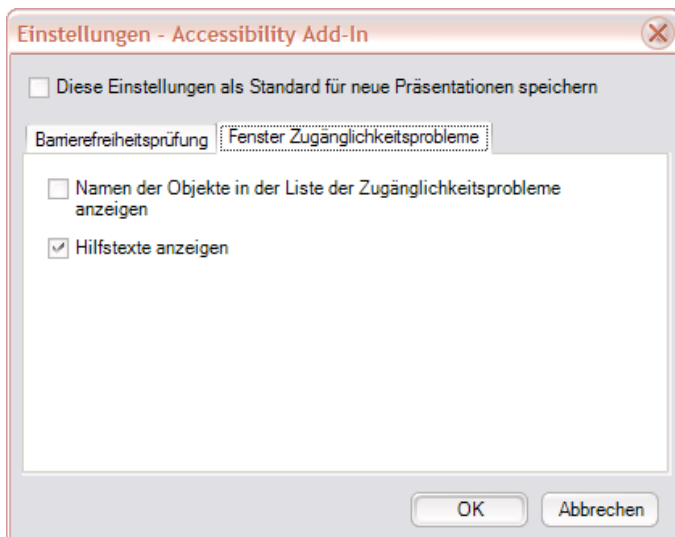 Einstellungen - Accessibility Add-In
Diese Einstellungen als Standard für neue Präsentationen speichern
Barrierefreiheitsprüfung
Fenster Zugänglichkeitsprobleme
Namen der Objekte in der Liste der Zugänglichkeitsprobleme
anzeigen
Hilfstexte anzeigen
OK
Abbrechen